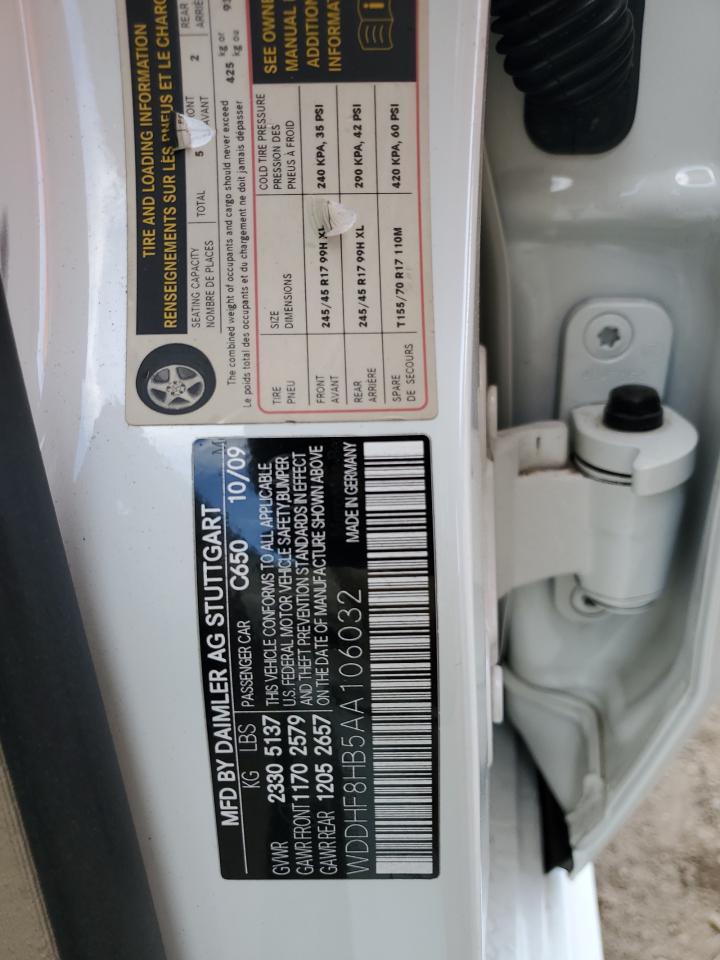 TIRE AND LOADING INFORMATION
RENSEIGNEMENTS SUR LES PNEUS ET LE CHARG
SEATING CAPACITY
NOMBRE DE PLACES
TOTAL 5
AVANT
2
REAR
ARRIÈ
The combined weight of occupants and cargo should never exceed 425 kg or
Le poids total des occupants et du chargement ne doit jamais dépasser kg ou
TIRE
PNEU
SIZE
DIMENSIONS
COLD TIRE PRESSURE
PRESSION DES
PNEUS À FROID
FRONT
AVANT
245/45 R17 99H XL
240 KPA, 35 PSI
REAR
ARRIÈRE
245/45 R17 99H XL
290 KPA, 42 PSI
SPARE
DE SECOURS
T155/70 R17 110M
420 KPA, 60 PSI
SEE OWNE
MANUAL
ADDITION
INFORMAT
MFD BY DAIMLER AG STUTTGART
KG LBS PASSENGER CAR C650 10/09
GVWR 2330 5137
GAWR FRONT 1170 2579
GAWR REAR 1205 2657
THIS VEHICLE CONFORMS TO ALL APPLICABLE
U.S. FEDERAL MOTOR VEHICLE SAFETY,BUMPER
AND THEFT PREVENTION STANDARDS IN EFFECT
ON THE DATE OF MANUFACTURE SHOWN ABOVE
WDDHF8HB5AA106032 MADE IN GERMANY